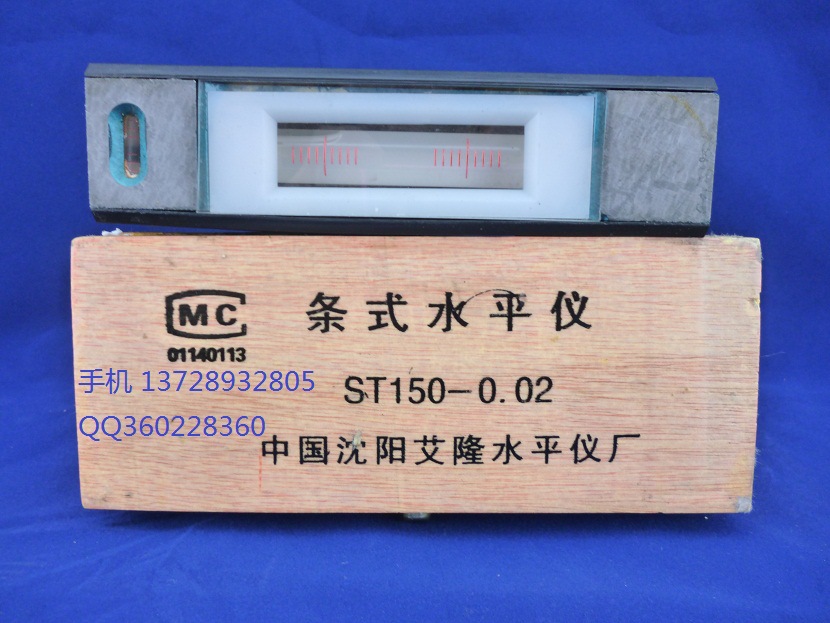 MC
条式水平仪
01140113
手机 13728932805
ST150-0.02
QQ360228360
中国沈阳艾隆水平仪厂